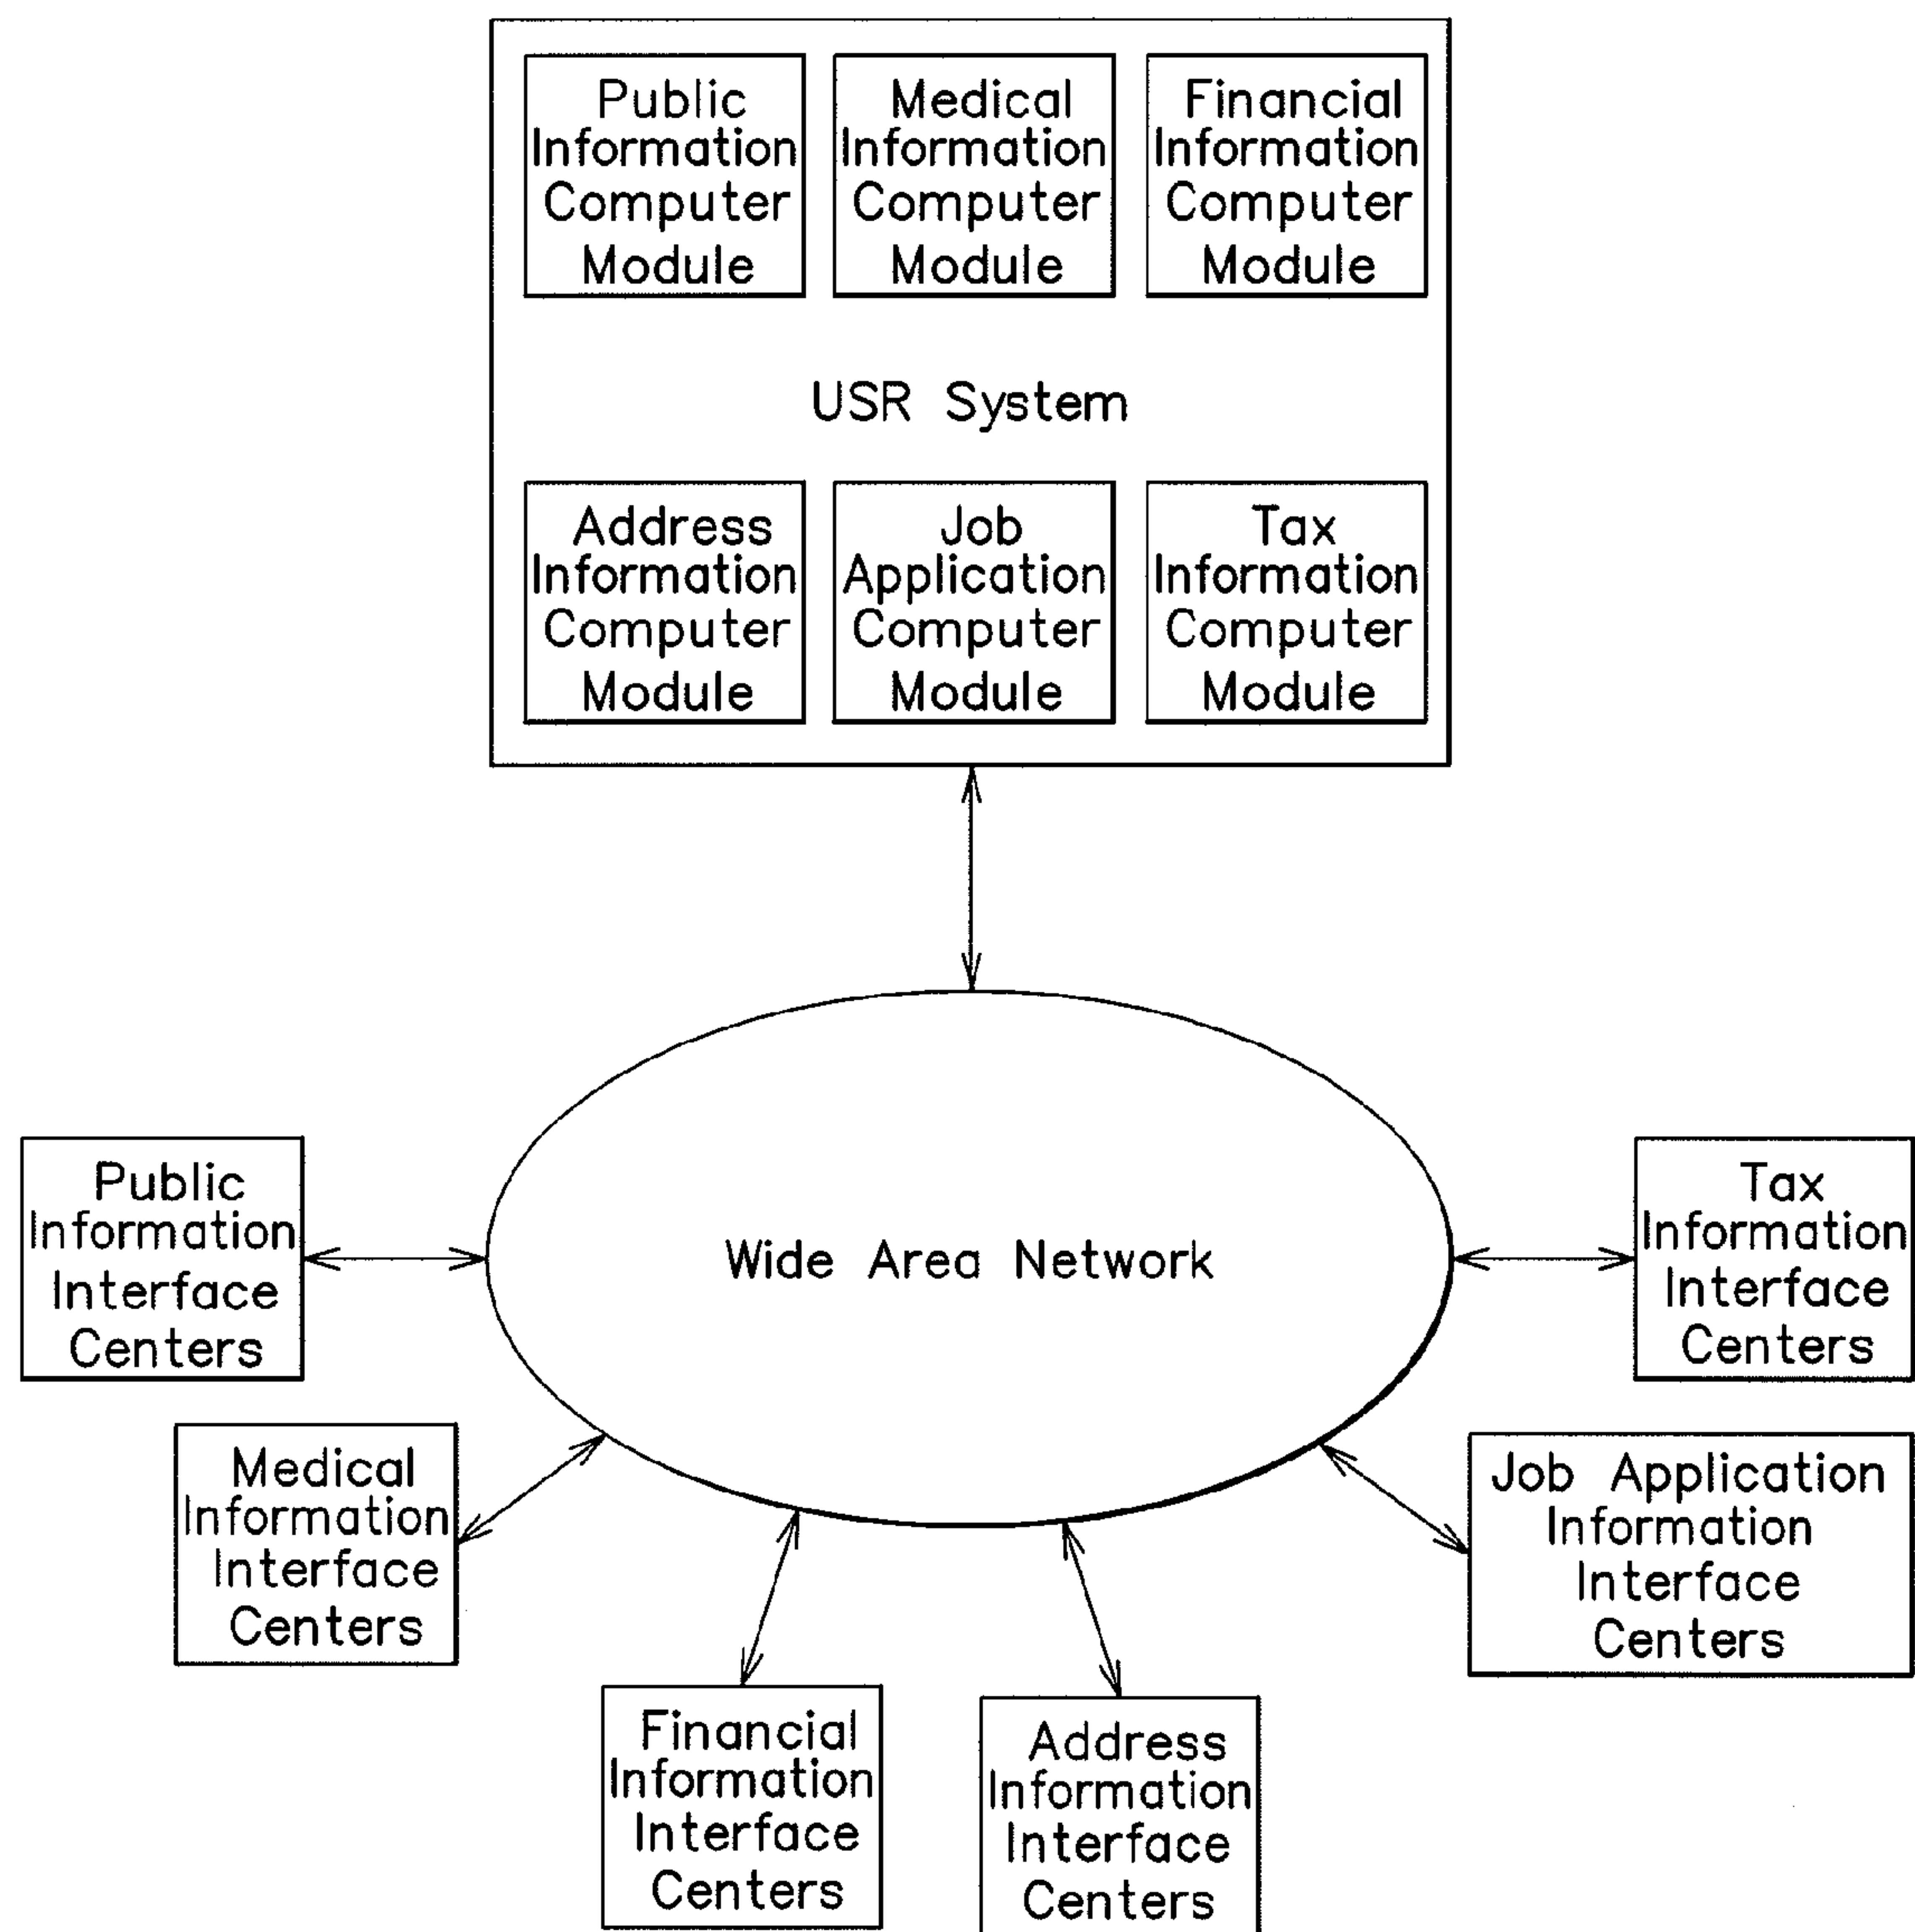 Public
Information
Computer
Module
Medical
Information
Computer
Module
Financial
Information
Computer
Module
USR System
Address
Information
Computer
Module
Job
Application
Computer
Module
Tax
Information
Computer
Module
Wide Area Network
Public
Information
Interface
Centers
Medical
Information
Interface
Centers
Financial
Information
Interface
Centers
Address
Information
Interface
Centers
Job Application
Information
Interface
Centers
Tax
Information
Interface
Centers